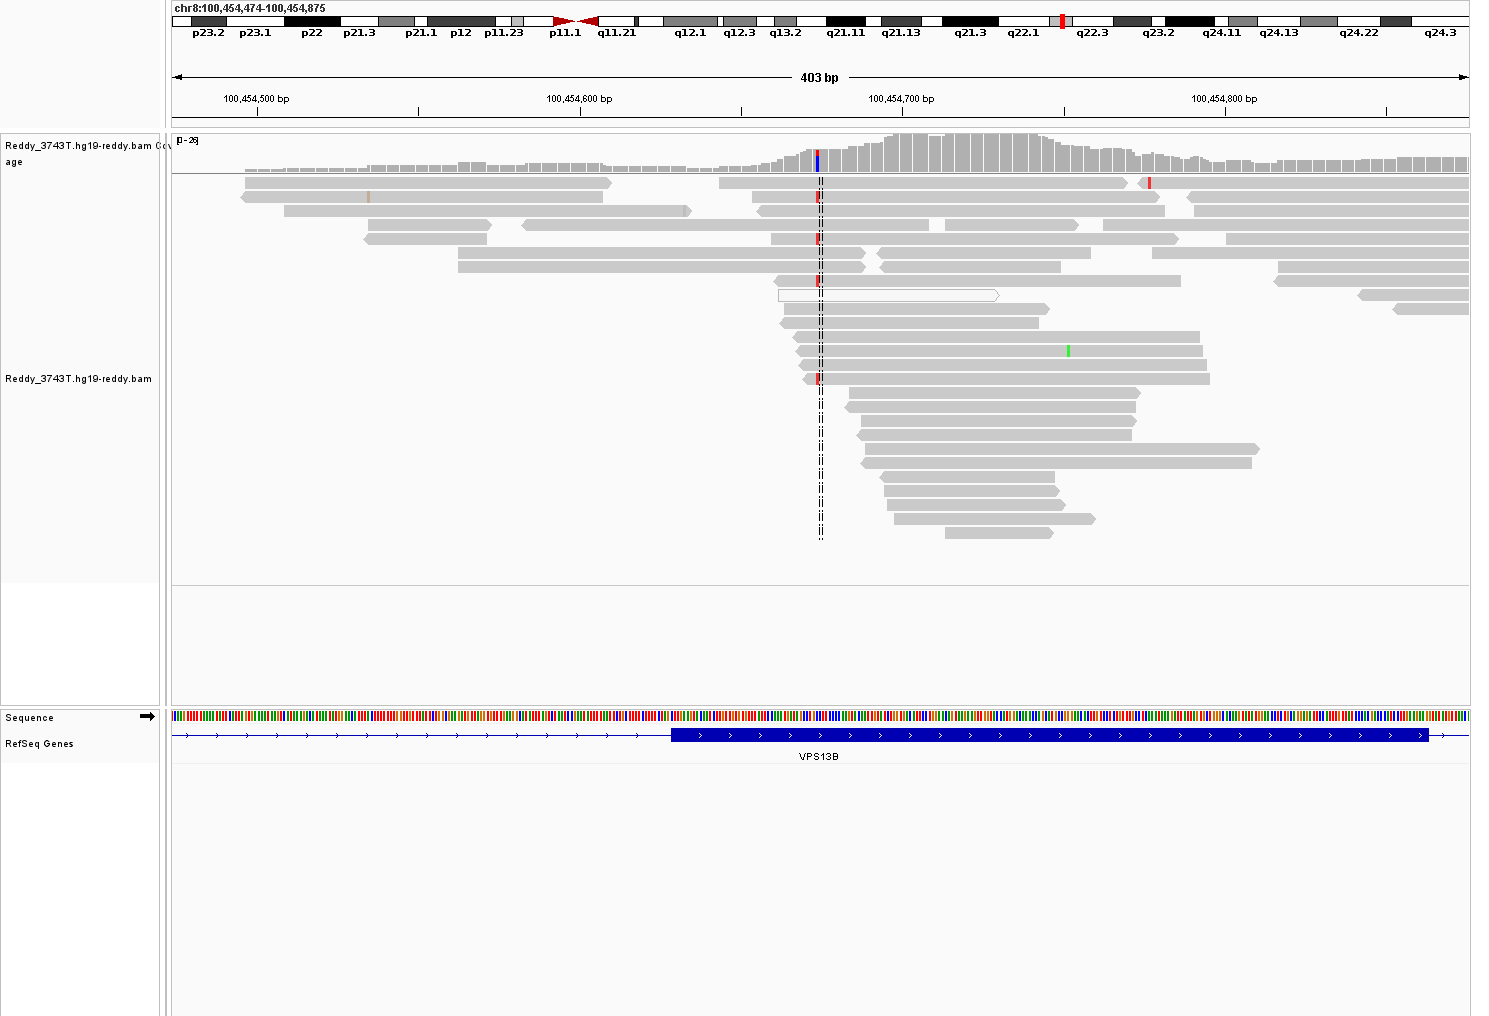 chr8:100,454,474-100,454,875
p23.2 p23.1 p22 p21.3 p21.1 p12 p11.23 p11.1 q11.21 q12.1 q12.3 q13.2 q21.11 q21.13 q21.3 q22.1 q22.3 q23.2 q24.11 q24.13 q24.22 q24.3
403 bp
100,454,500 bp 100,454,600 bp 100,454,700 bp 100,454,800 bp
[0-26]
Reddy_3743T.hg19-reddy.bam Cov
age
Reddy_3743T.hg19-reddy.bam
Sequence
RefSeq Genes
VPS13B